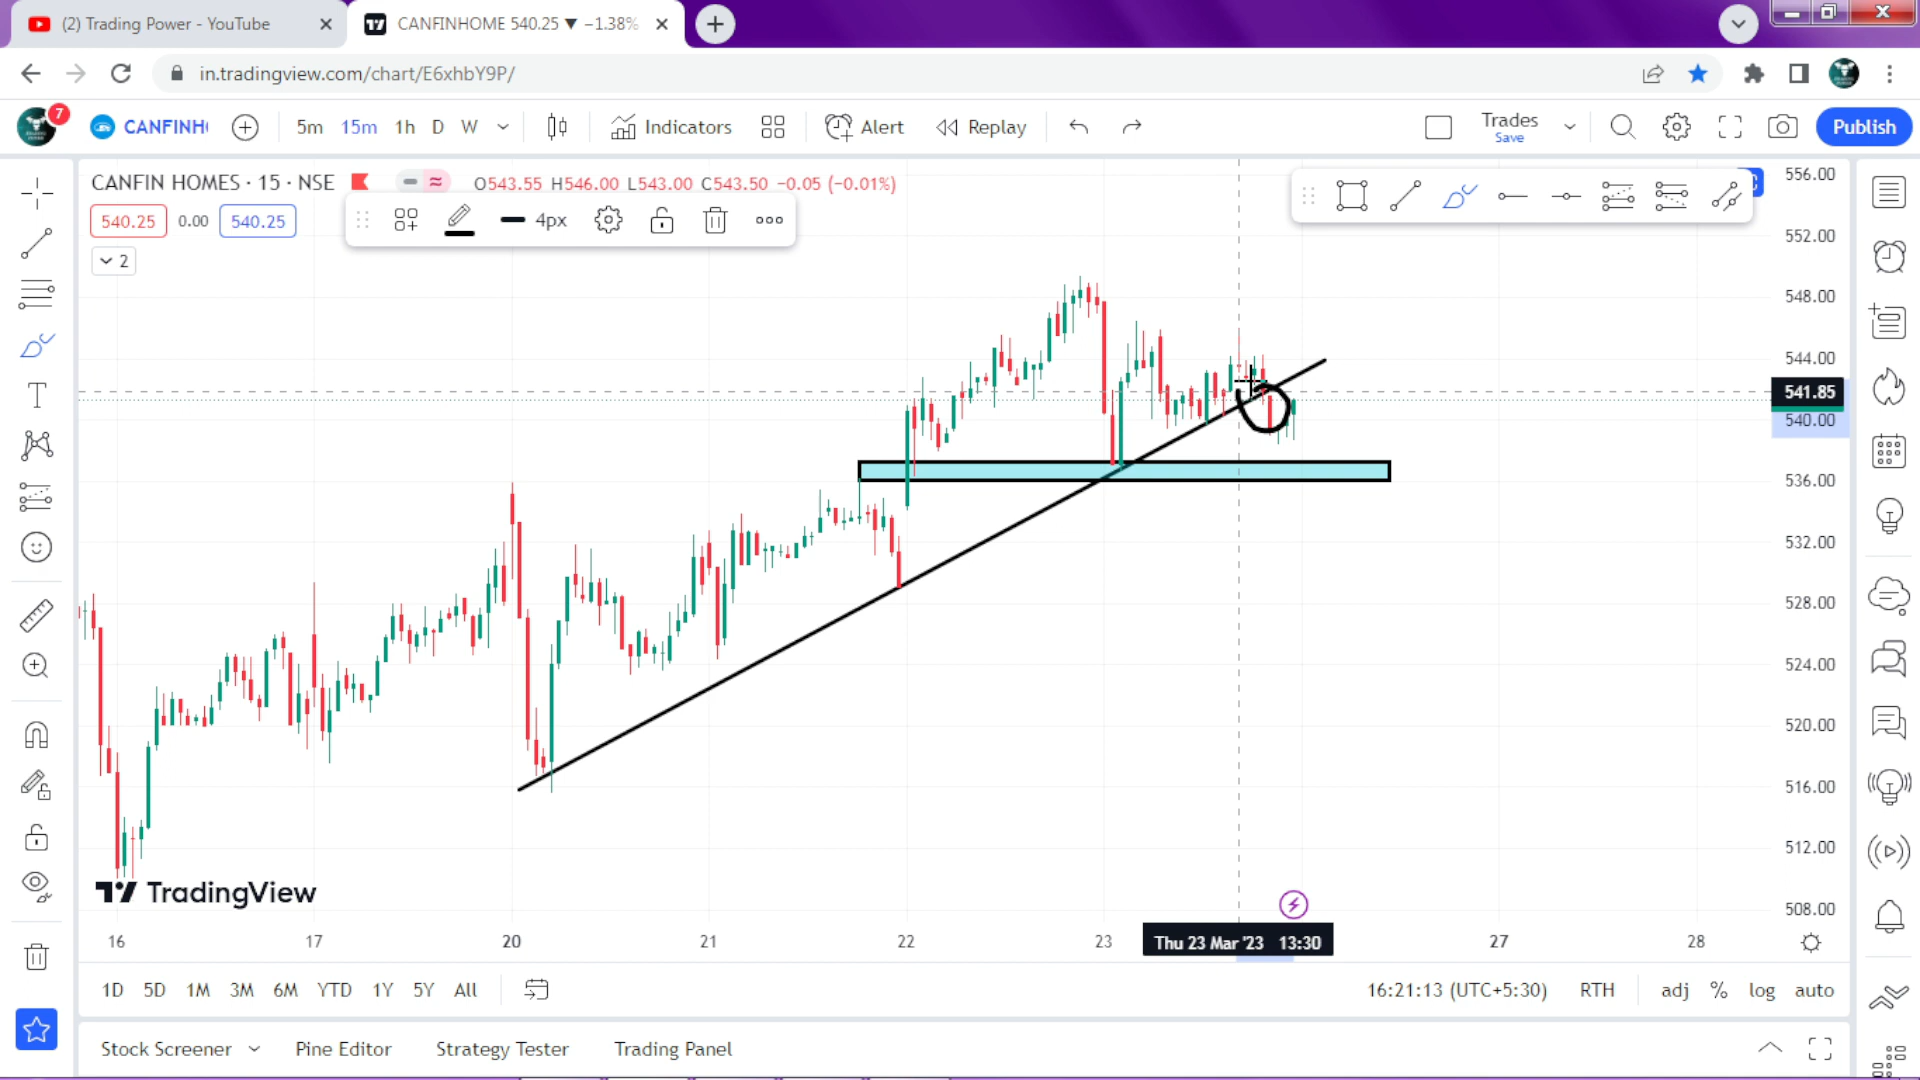 (2) Trading Power - YouTube
CANFINHOME 540.25 ▼ −1.38%
in.tradingview.com/chart/E6xhbY9P/
7
CANFINH
5m 15m 1h D W
Indicators
Alert
Replay
Trades
Save
Publish
CANFIN HOMES · 15 · NSE
O543.55 H546.00 L543.00 C543.50 −0.05 (−0.01%)
540.25 0.00 540.25
4px
2
556.00
552.00
548.00
544.00
541.85
540.00
536.00
532.00
528.00
524.00
520.00
516.00
512.00
508.00
TradingView
16 17 20 21 22 23 Thu 23 Mar '23 13:30 27 28
1D 5D 1M 3M 6M YTD 1Y 5Y All
16:21:13 (UTC+5:30) RTH adj % log auto
Stock Screener Pine Editor Strategy Tester Trading Panel